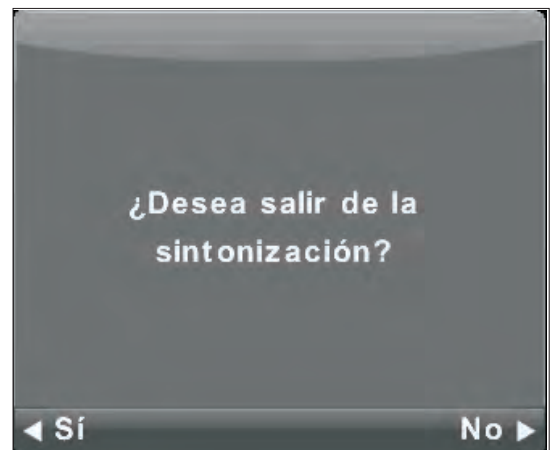 ¿Desea salir de la
sintonización?
◀ Sí No ▶